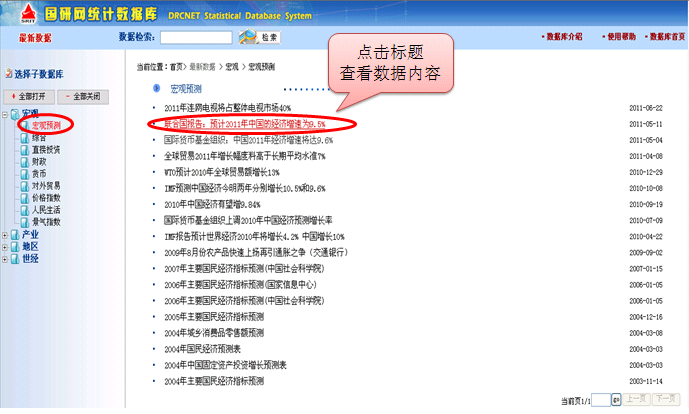 国研网统计数据库
DRCNET Statistical Database System
最新数据
数据检索:
检索
• 数据库介绍
• 使用帮助
• 数据库首页
点击标题
查看数据内容
当前位置: 首页> 最新数据 > 宏观 > 宏观预测
选择子数据库
+ 全部打开
- 全部关闭
宏观
宏观预测
综合
直接投资
财政
货币
对外贸易
价格指数
人民生活
景气指数
产业
地区
世经
宏观预测
• 2011年连网电视将占整体电视市场40% 2011-06-22
• 联合国报告: 预计2011年中国的经济增速为9.5% 2011-05-11
• 国际货币基金组织: 中国2011年经济增速将达9.6% 2011-05-04
• 全球贸易2011年增长幅度料高于长期平均水准7% 2011-04-08
• WTO预计2010年全球贸易额增长13% 2010-12-29
• IMF预测中国经济今明两年分别增长10.5%和9.6% 2010-10-08
• 2010年中国经济有望增9.84% 2010-09-19
• 国际货币基金组织上调2010年中国经济预测增长率 2010-07-09
• IMF报告预计世界经济2010年将增长4.2% 中国增长10% 2010-04-22
• 2009年8月份农产品快速上扬再引通胀之争（交通银行） 2009-09-02
• 2007年主要国民经济指标预测(中国社会科学院) 2007-01-15
• 2006年主要国民经济指标预测(国家信息中心) 2006-01-05
• 2006年主要国民经济指标预测(中国社会科学院) 2006-01-05
• 2005年主要国民经济指标预测 2004-12-16
• 2004年城乡消费品零售额预测 2004-03-08
• 2004年国民经济预测表 2004-03-03
• 2004年中国固定资产投资增长预测表 2004-03-03
• 2004年主要国民经济指标预测 2003-11-14
当前页1/1
go
上一页
下一页